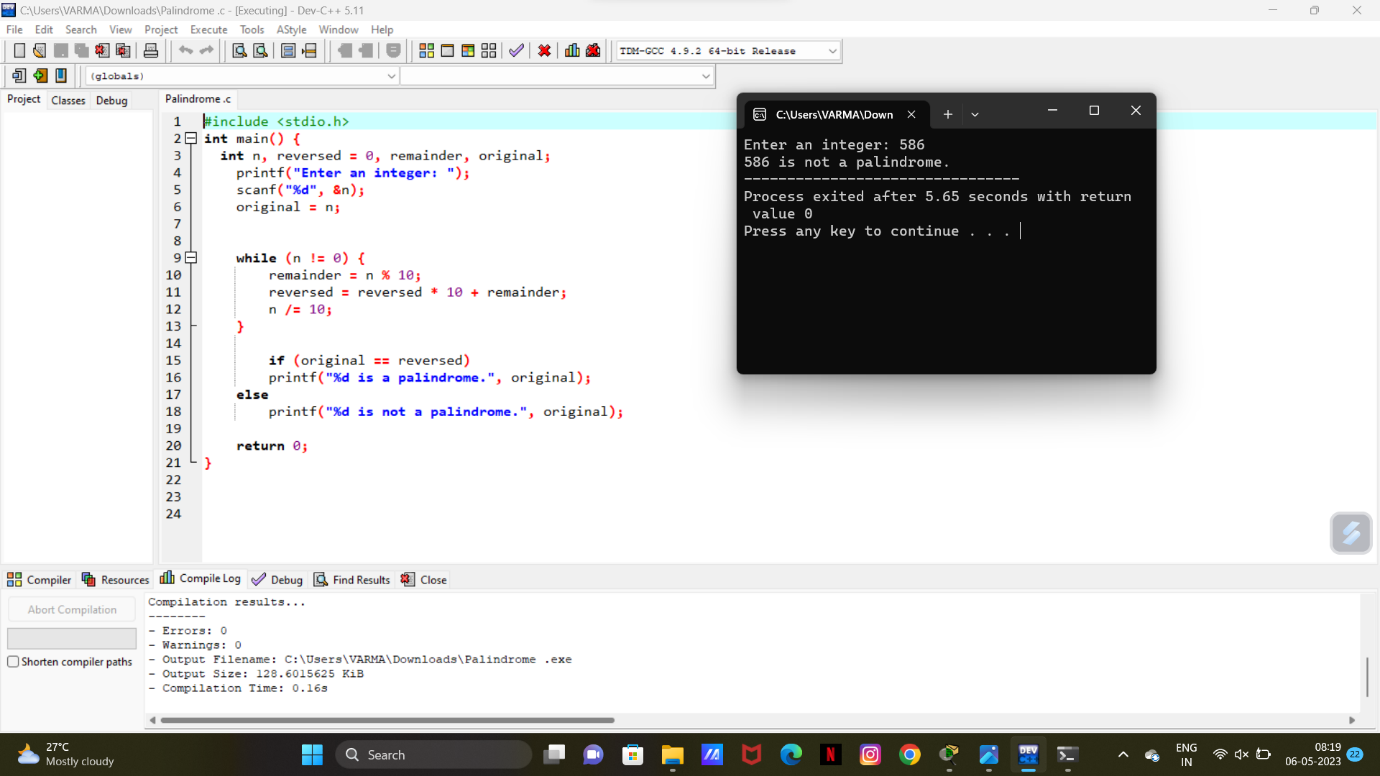 C:\Users\VARMA\Downloads\Palindrome .c - [Executing] - Dev-C++ 5.11
File Edit Search View Project Execute Tools AStyle Window Help
TDM-GCC 4.9.2 64-bit Release
(globals)
Project Classes Debug
Palindrome .c
1 #include <stdio.h>
2 int main() {
3 int n, reversed = 0, remainder, original;
4 printf("Enter an integer: ");
5 scanf("%d", &n);
6 original = n;
7
8
9 while (n != 0) {
10 remainder = n % 10;
11 reversed = reversed * 10 + remainder;
12 n /= 10;
13 }
14
15 if (original == reversed)
16 printf("%d is a palindrome.", original);
17 else
18 printf("%d is not a palindrome.", original);
19
20 return 0;
21 }
22
23
24
C:\Users\VARMA\Down
Enter an integer: 586
586 is not a palindrome.
--------------------------------
Process exited after 5.65 seconds with return
value 0
Press any key to continue . . .
Compiler Resources Compile Log Debug Find Results Close
Abort Compilation
Shorten compiler paths
Compilation results...
--------
- Errors: 0
- Warnings: 0
- Output Filename: C:\Users\VARMA\Downloads\Palindrome .exe
- Output Size: 128.6015625 KiB
- Compilation Time: 0.16s
27°C
Mostly cloudy
Search
DEV
C++
ENG
IN
08:19
06-05-2023
22